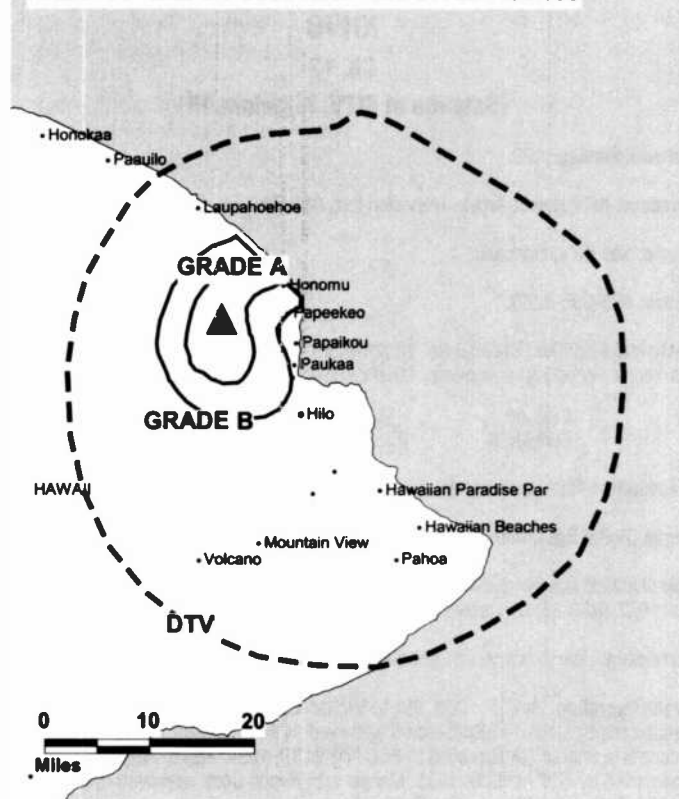 Honokaa
Paauilo
Laupahoehoe
GRADE A
Honomu
Papeekeo
Papaikou
Paukaa
GRADE B
Hilo
HAWAII
Hawaiian Paradise Par
Hawaiian Beaches
Mountain View
Volcano
Pahoa
DTV
0 10 20
Miles